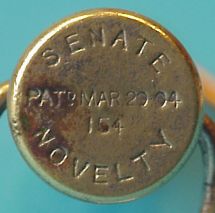 SENATE
PAT'D MAR 29 04
154
NOVELTY